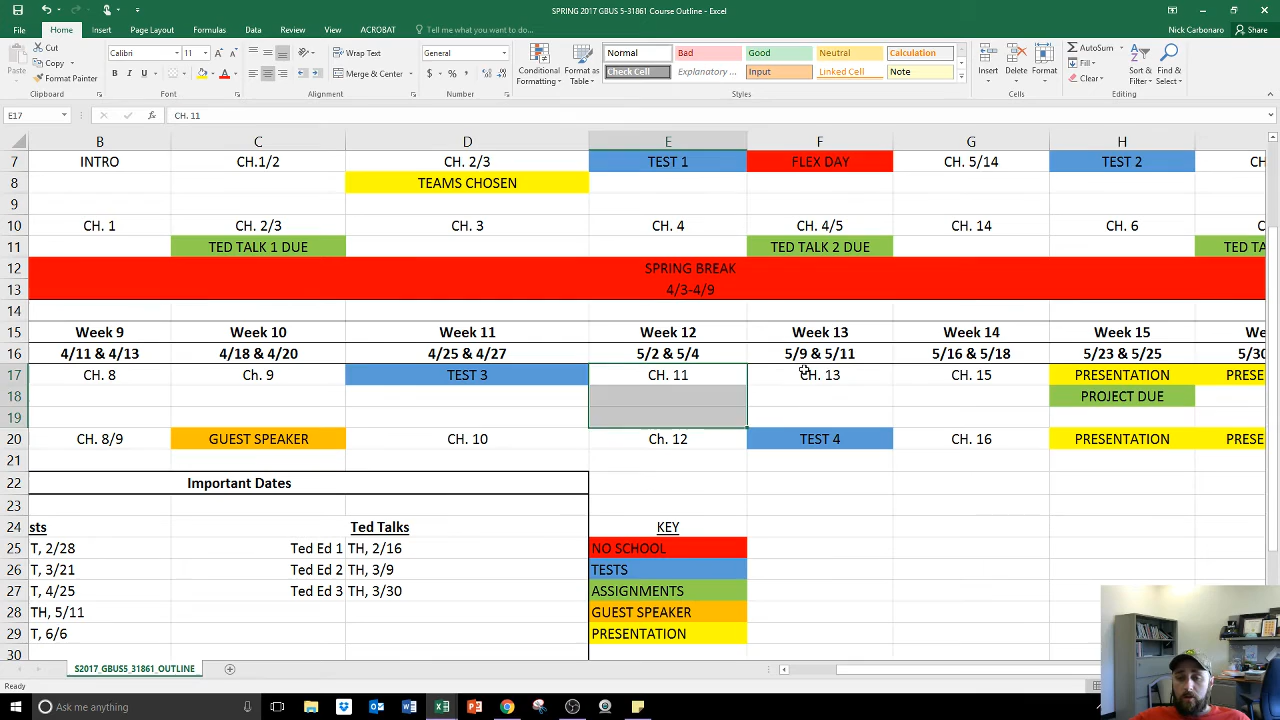 SPRING 2017 GBUS 5-31861 Course Outline - Excel
File Home Insert Page Layout Formulas Data Review View ACROBAT Tell me what you want to do... Nick Carbonaro Share
Cut
Copy
Format Painter
Paste
Calibri 11
Wrap Text
Merge & Center
General
Conditional Formatting
Format as Table
Normal Bad Good Neutral Calculation
Check Cell Explanatory ... Input Linked Cell Note
Insert Delete Format
AutoSum
Fill
Clear
Sort & Filter
Find & Select
Clipboard Font Alignment Number Styles Cells Editing
E17 CH. 11
B C D E F G H
7 INTRO CH.1/2 CH. 2/3 TEST 1 FLEX DAY CH. 5/14 TEST 2
8 TEAMS CHOSEN
9
10 CH. 1 CH. 2/3 CH. 3 CH. 4 CH. 4/5 CH. 14 CH. 6
11 TED TALK 1 DUE TED TALK 2 DUE TED TA
12 SPRING BREAK
13 4/3-4/9
14
15 Week 9 Week 10 Week 11 Week 12 Week 13 Week 14 Week 15 We
16 4/11 & 4/13 4/18 & 4/20 4/25 & 4/27 5/2 & 5/4 5/9 & 5/11 5/16 & 5/18 5/23 & 5/25 5/30
17 CH. 8 Ch. 9 TEST 3 CH. 11 CH. 13 CH. 15 PRESENTATION PRESE
18 PROJECT DUE
19
20 CH. 8/9 GUEST SPEAKER CH. 10 Ch. 12 TEST 4 CH. 16 PRESENTATION PRESE
21
22 Important Dates
23
24 sts Ted Talks KEY
25 T, 2/28 Ted Ed 1 TH, 2/16 NO SCHOOL
26 T, 3/21 Ted Ed 2 TH, 3/9 TESTS
27 T, 4/25 Ted Ed 3 TH, 3/30 ASSIGNMENTS
28 TH, 5/11 GUEST SPEAKER
29 T, 6/6 PRESENTATION
30
S2017_GBUS5_31861_OUTLINE
Ready
Ask me anything